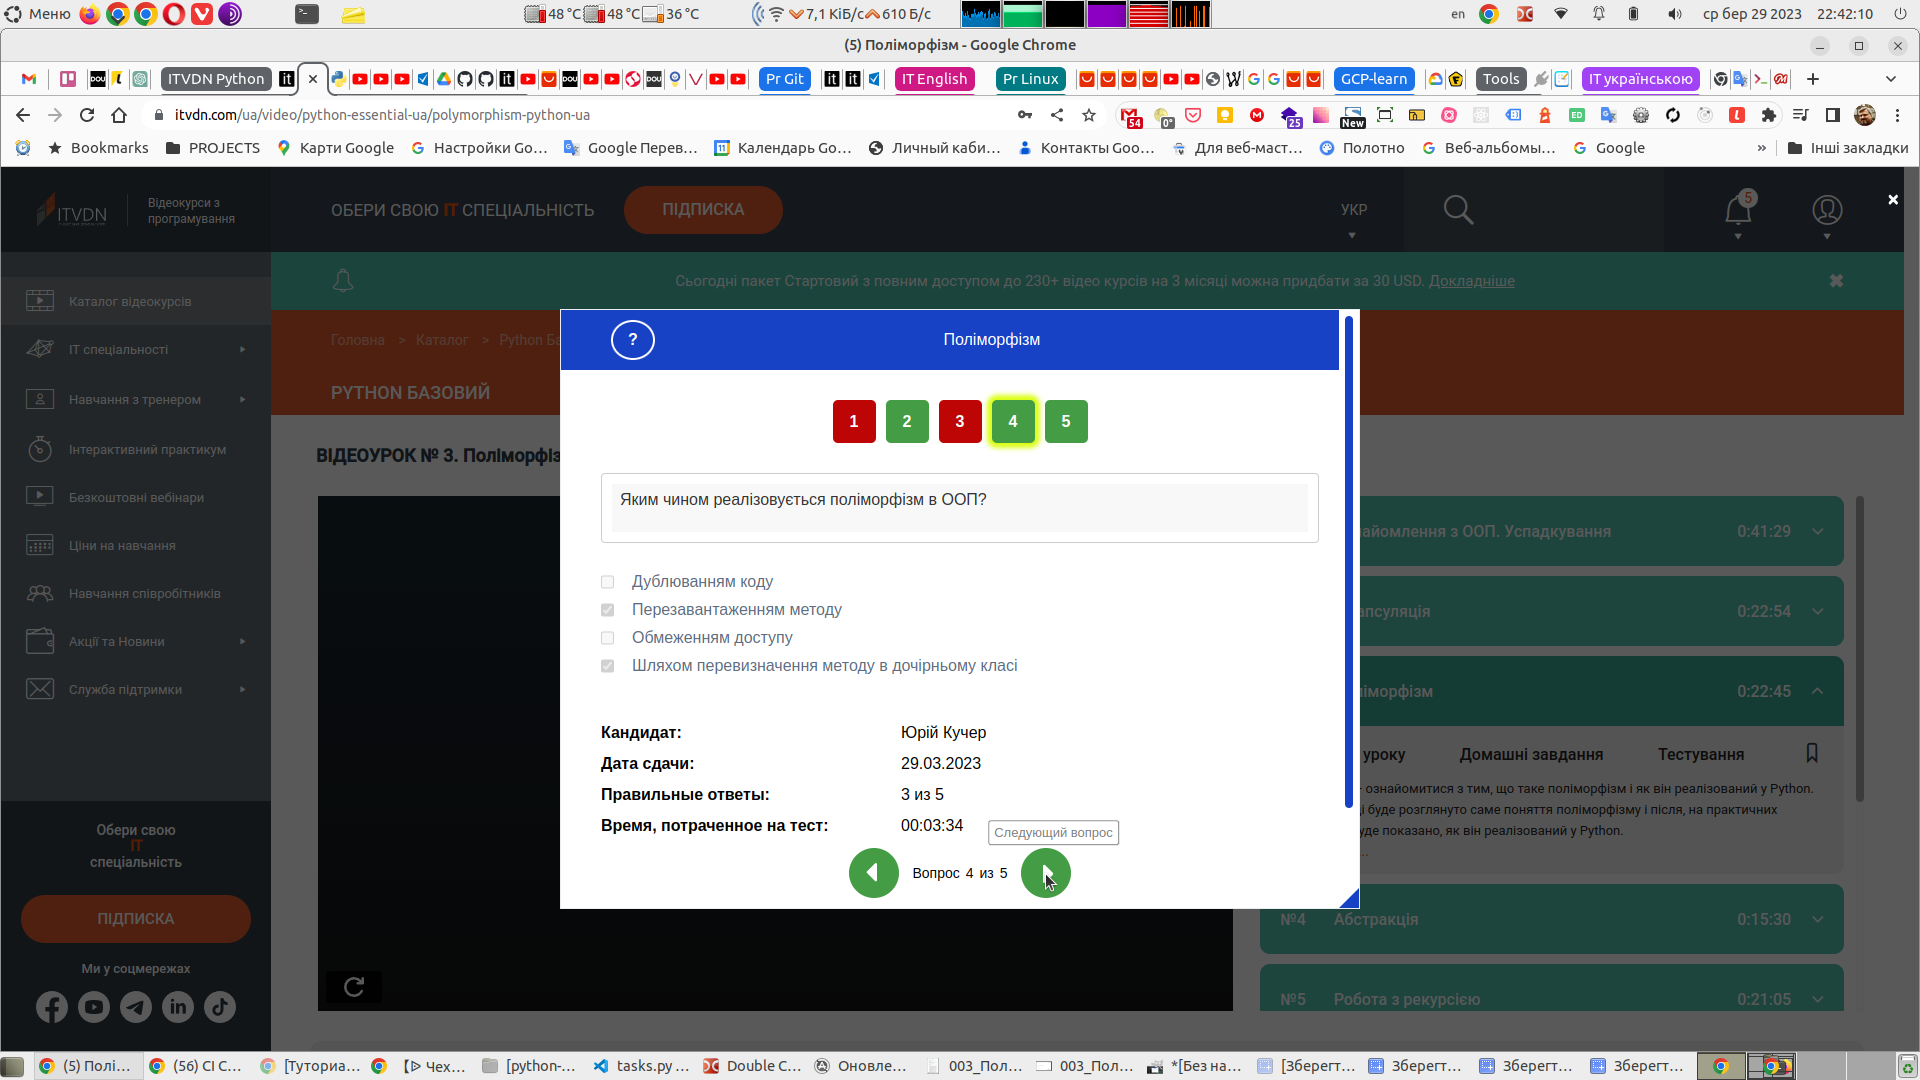 Меню
48 °C 48 °C 36 °C
7,1 КіБ/с 610 Б/с
en
ср бер 29 2023 22:42:10
(5) Поліморфізм - Google Chrome
ITVDN Python
Pr Git
IT English
Pr Linux
GCP-learn
Tools
IT українською
itvdn.com/ua/video/python-essential-ua/polymorphism-python-ua
54
0°
25
New
Bookmarks
PROJECTS
Карти Google
Настройки Go…
Google Перев…
Календарь Go…
Личный каби…
Контакты Goo…
Для веб-маст…
Полотно
Веб-альбомы…
Google
»
Інші закладки
ITVDN
Відеокурси з
програмування
ОБЕРИ СВОЮ IT СПЕЦІАЛЬНІСТЬ
ПІДПИСКА
УКР
5
Сьогодні пакет Стартовий з повним доступом до 230+ відео курсів на 3 місяці можна придбати за 30 USD. Докладніше
Каталог відеокурсів
IT спеціальності
Навчання з тренером
Інтерактивний практикум
Безкоштовні вебінари
Ціни на навчання
Навчання співробітників
Акції та Новини
Служба підтримки
Обери свою
IT
спеціальність
ПІДПИСКА
Ми у соцмережах
Головна > Каталог > Python Ба
PYTHON БАЗОВИЙ
ВІДЕОУРОК № 3. Поліморфіз
?
Поліморфізм
1 2 3 4 5
Яким чином реалізовується поліморфізм в ООП?
Дублюванням коду
Перезавантаженням методу
Обмеженням доступу
Шляхом перевизначення методу в дочірньому класі
Кандидат: Юрій Кучер
Дата сдачи: 29.03.2023
Правильные ответы: 3 из 5
Время, потраченное на тест: 00:03:34
Следующий вопрос
Вопрос 4 из 5
айомлення з ООП. Успадкування 0:41:29
апсуляція 0:22:54
ліморфізм 0:22:45
уроку
Домашні завдання
Тестування
ознайомитися з тим, що таке поліморфізм і як він реалізований у Python.
ці буде розглянуто саме поняття поліморфізму і після, на практичних
уде показано, як він реалізований у Python.
№4 Абстракція 0:15:30
№5 Робота з рекурсією 0:21:05
(5) Полі…
(56) CI C…
[Туториа…
Чех…
[python-…
tasks.py …
Double C…
Оновле…
003_Пол…
003_Пол…
*[Без на…
[Зберегт…
Зберегт…
Зберегт…
Зберегт…